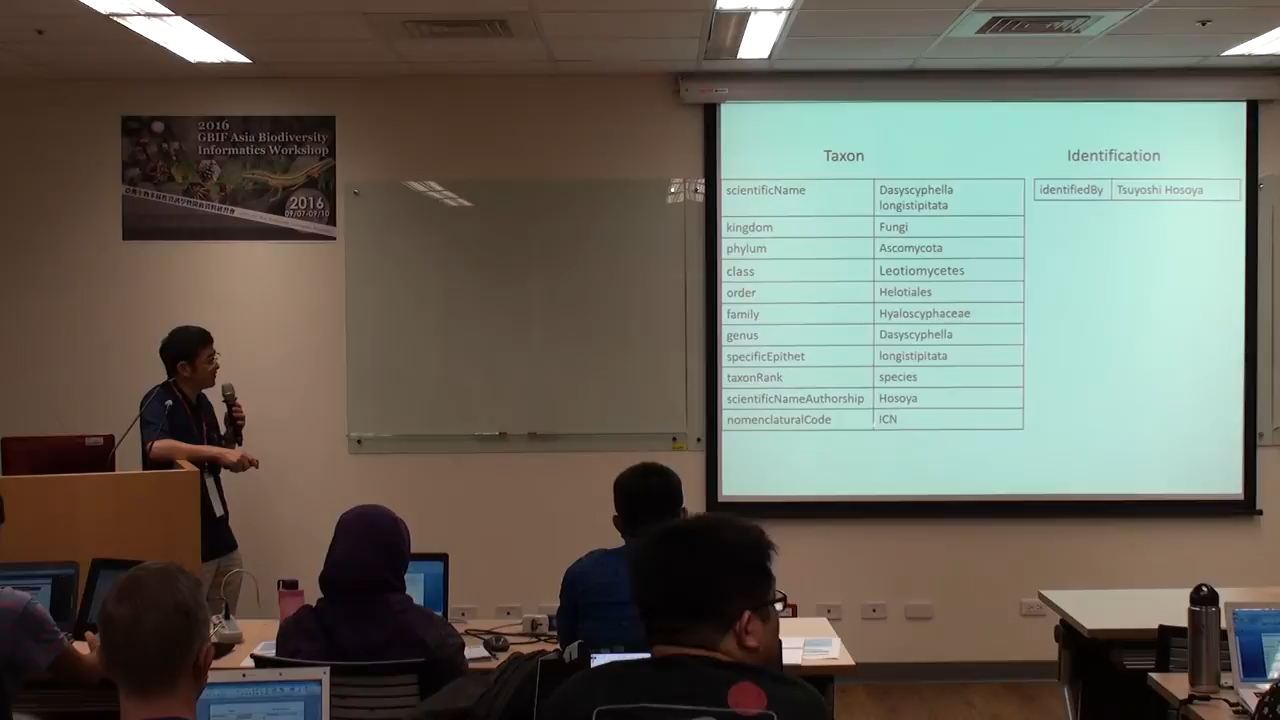 2016
GBIF Asia Biodiversity
Informatics Workshop
2016
09/07-09/10
Taxon
scientificName Dasyscyphella
longistipitata
kingdom Fungi
phylum Ascomycota
class Leotiomycetes
order Helotiales
family Hyaloscyphaceae
genus Dasyscyphella
specificEpithet longistipitata
taxonRank species
scientificNameAuthorship Hosoya
nomenclaturalCode ICN
Identification
identifiedBy Tsuyoshi Hosoya